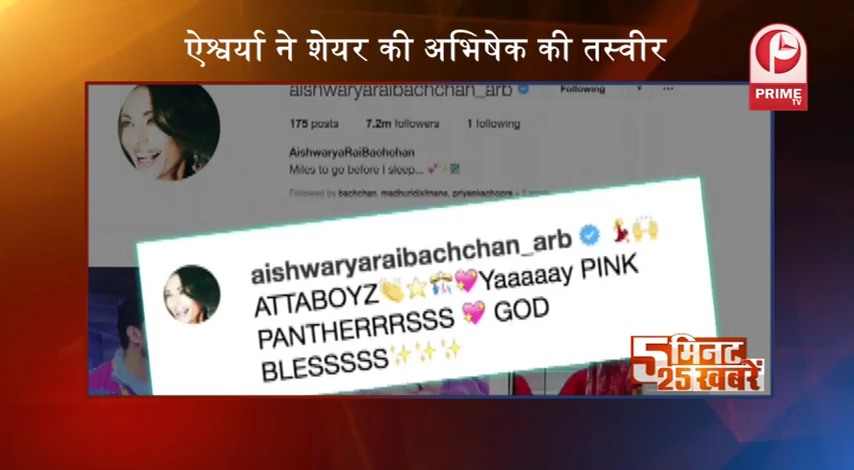 ऐश्वर्या ने शेयर की अभिषेक की तस्वीर
PRIME
TV
aishwaryaraibachchan_arb Following
175 posts 7.2m followers 1 following
AishwaryaRaiBachchan
Miles to go before I sleep... 💕✨
Followed by bachchan, madhuridixitnene, priyankachopra
aishwaryaraibachchan_arb 💃🙌
ATTABOYZ👏⭐💖Yaaaaay PINK
PANTHERRRSSS 💖 GOD
BLESSSSS✨✨✨
5 मिनट
25 खबरें